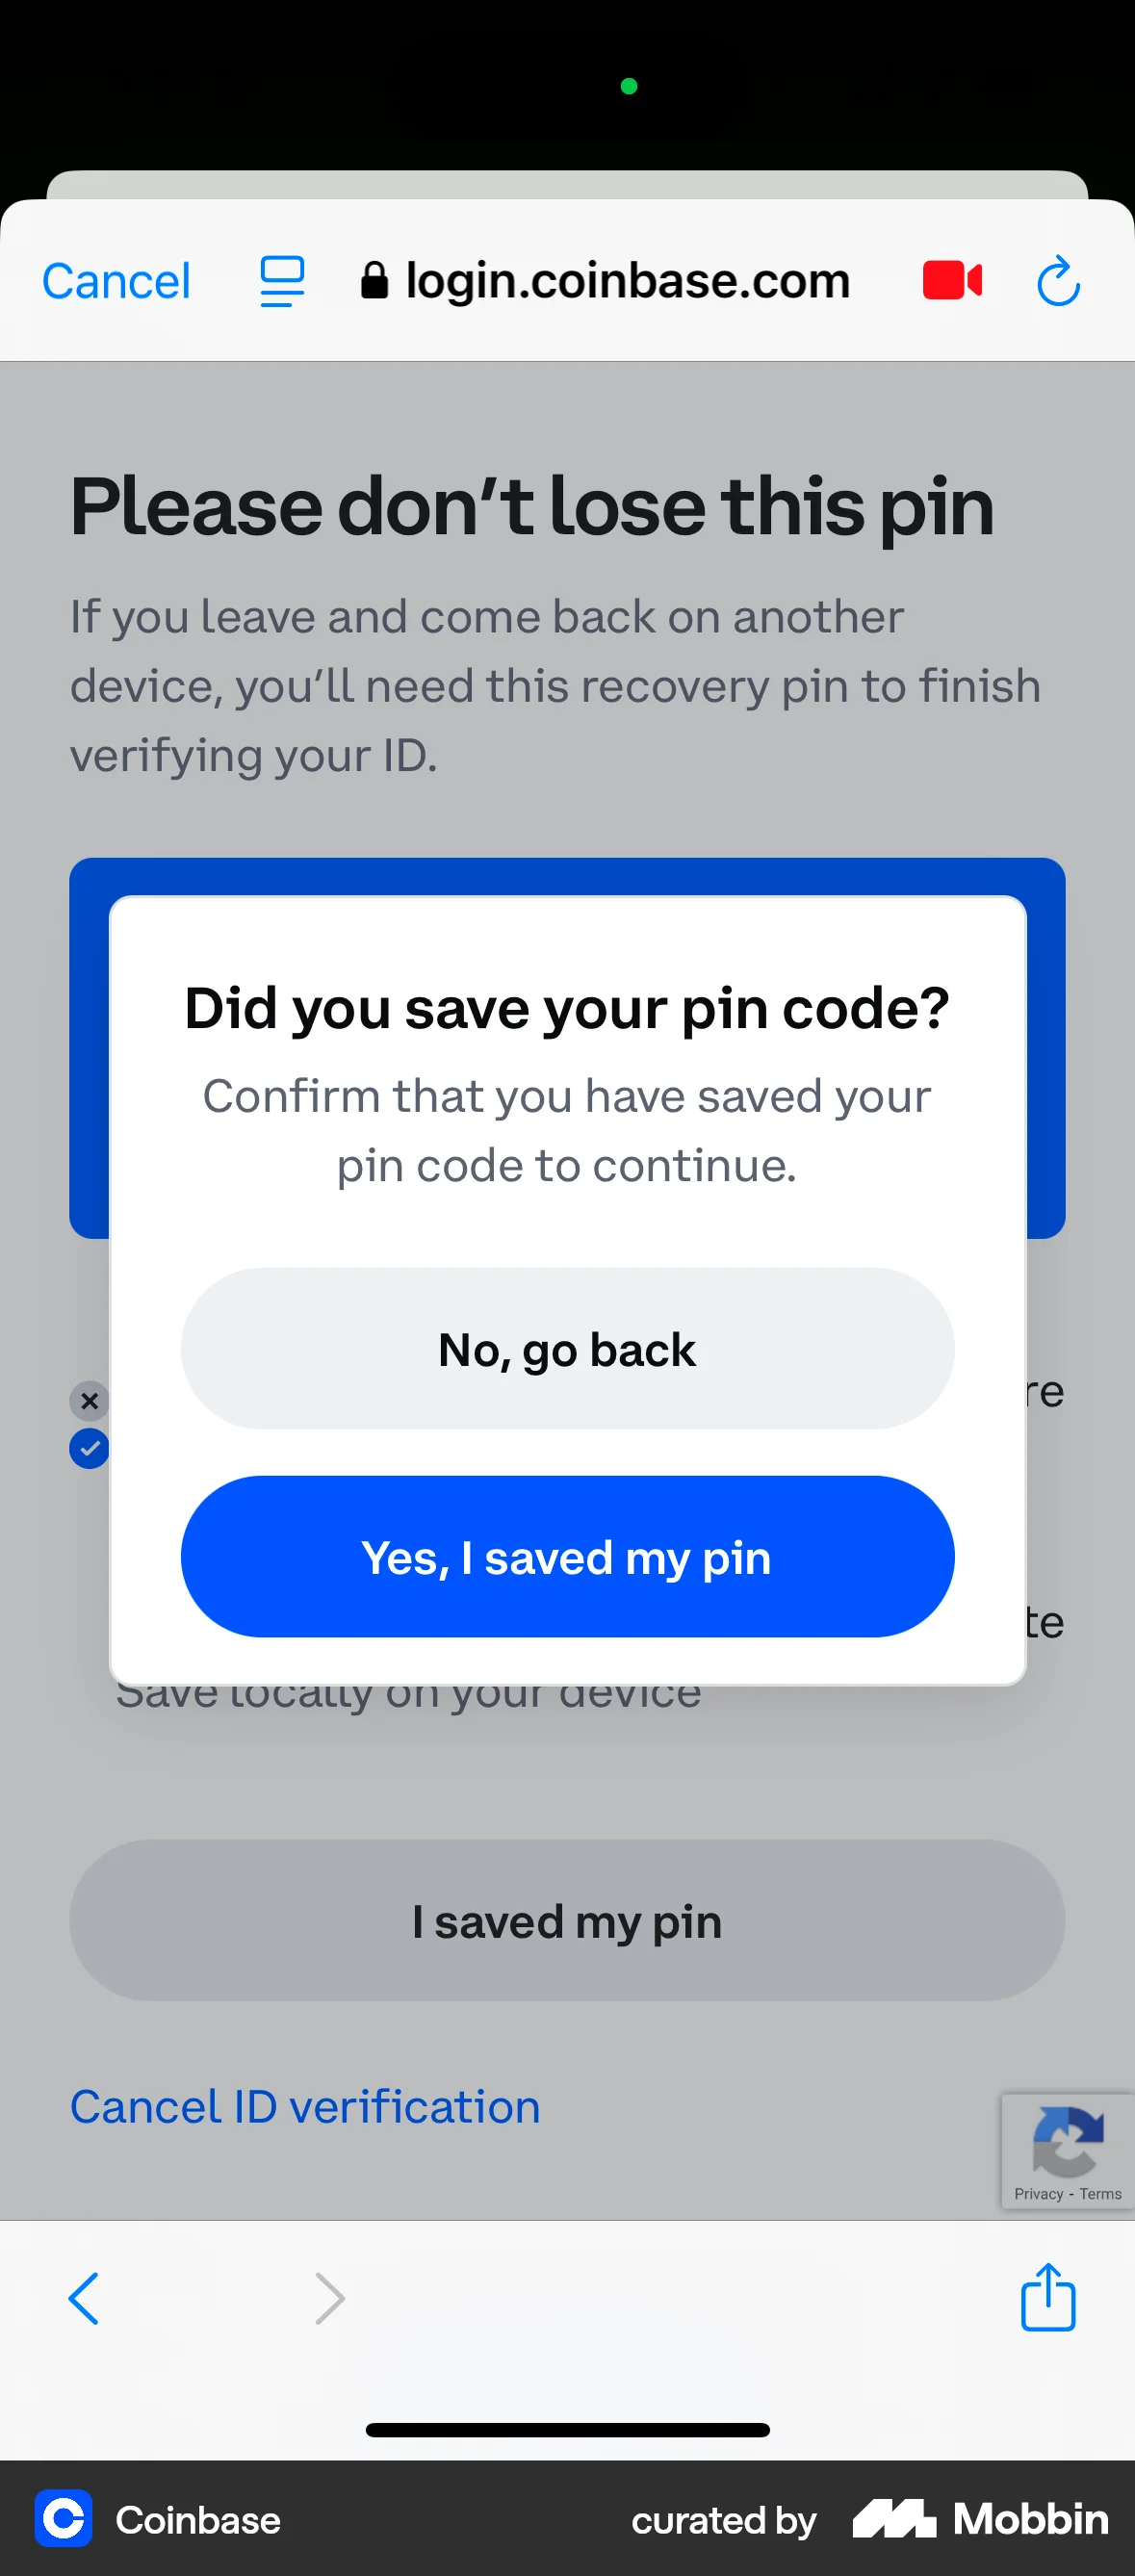 Cancel login.coinbase.com
Please don’t lose this pin
If you leave and come back on another
device, you’ll need this recovery pin to finish
verifying your ID.
Did you save your pin code?
Confirm that you have saved your
pin code to continue.
No, go back
Yes, I saved my pin
Save locally on your device
I saved my pin
Cancel ID verification
Privacy - Terms
Coinbase curated by Mobbin